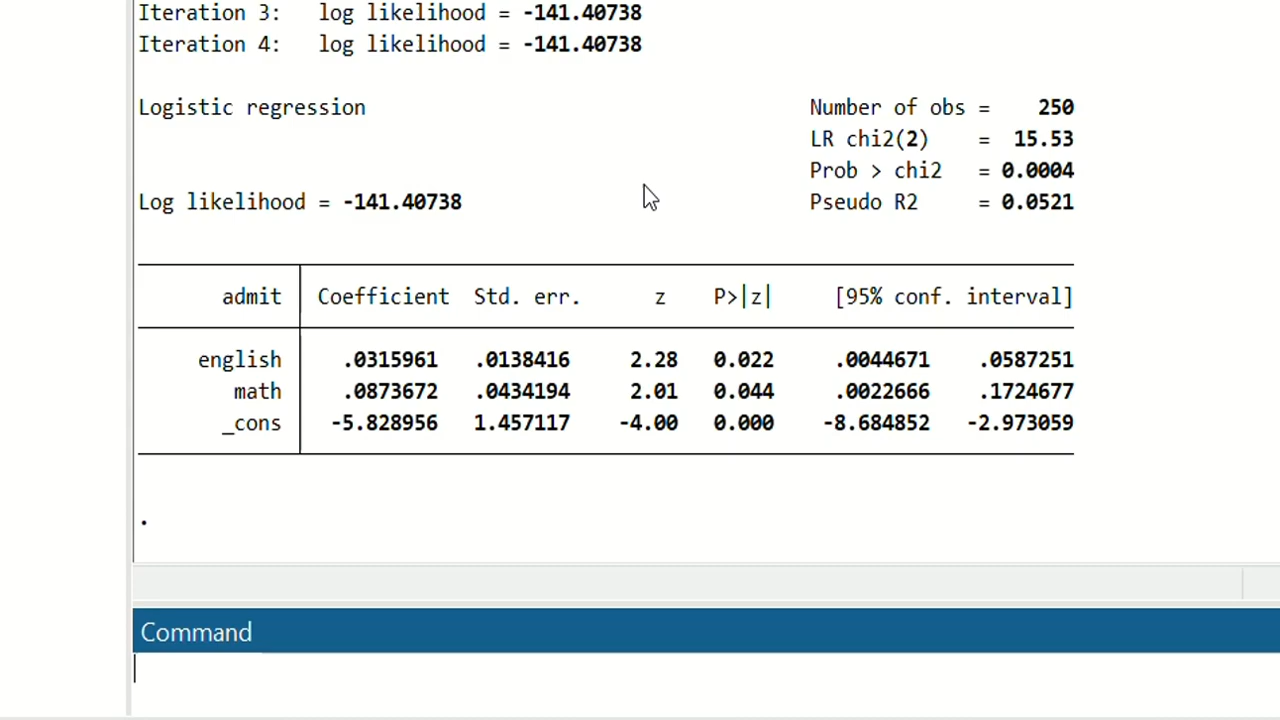 Iteration 3:   log likelihood = -141.40738
Iteration 4:   log likelihood = -141.40738
Logistic regression                    Number of obs =    250
LR chi2(2)    =  15.53
Prob > chi2   = 0.0004
Log likelihood = -141.40738            Pseudo R2     = 0.0521
admit | Coefficient  Std. err.      z    P>|z|     [95% conf. interval]
english | .0315961   .0138416     2.28   0.022     .0044671    .0587251
math | .0873672   .0434194     2.01   0.044     .0022666    .1724677
_cons | -5.828956   1.457117    -4.00   0.000    -8.684852   -2.973059
.
Command